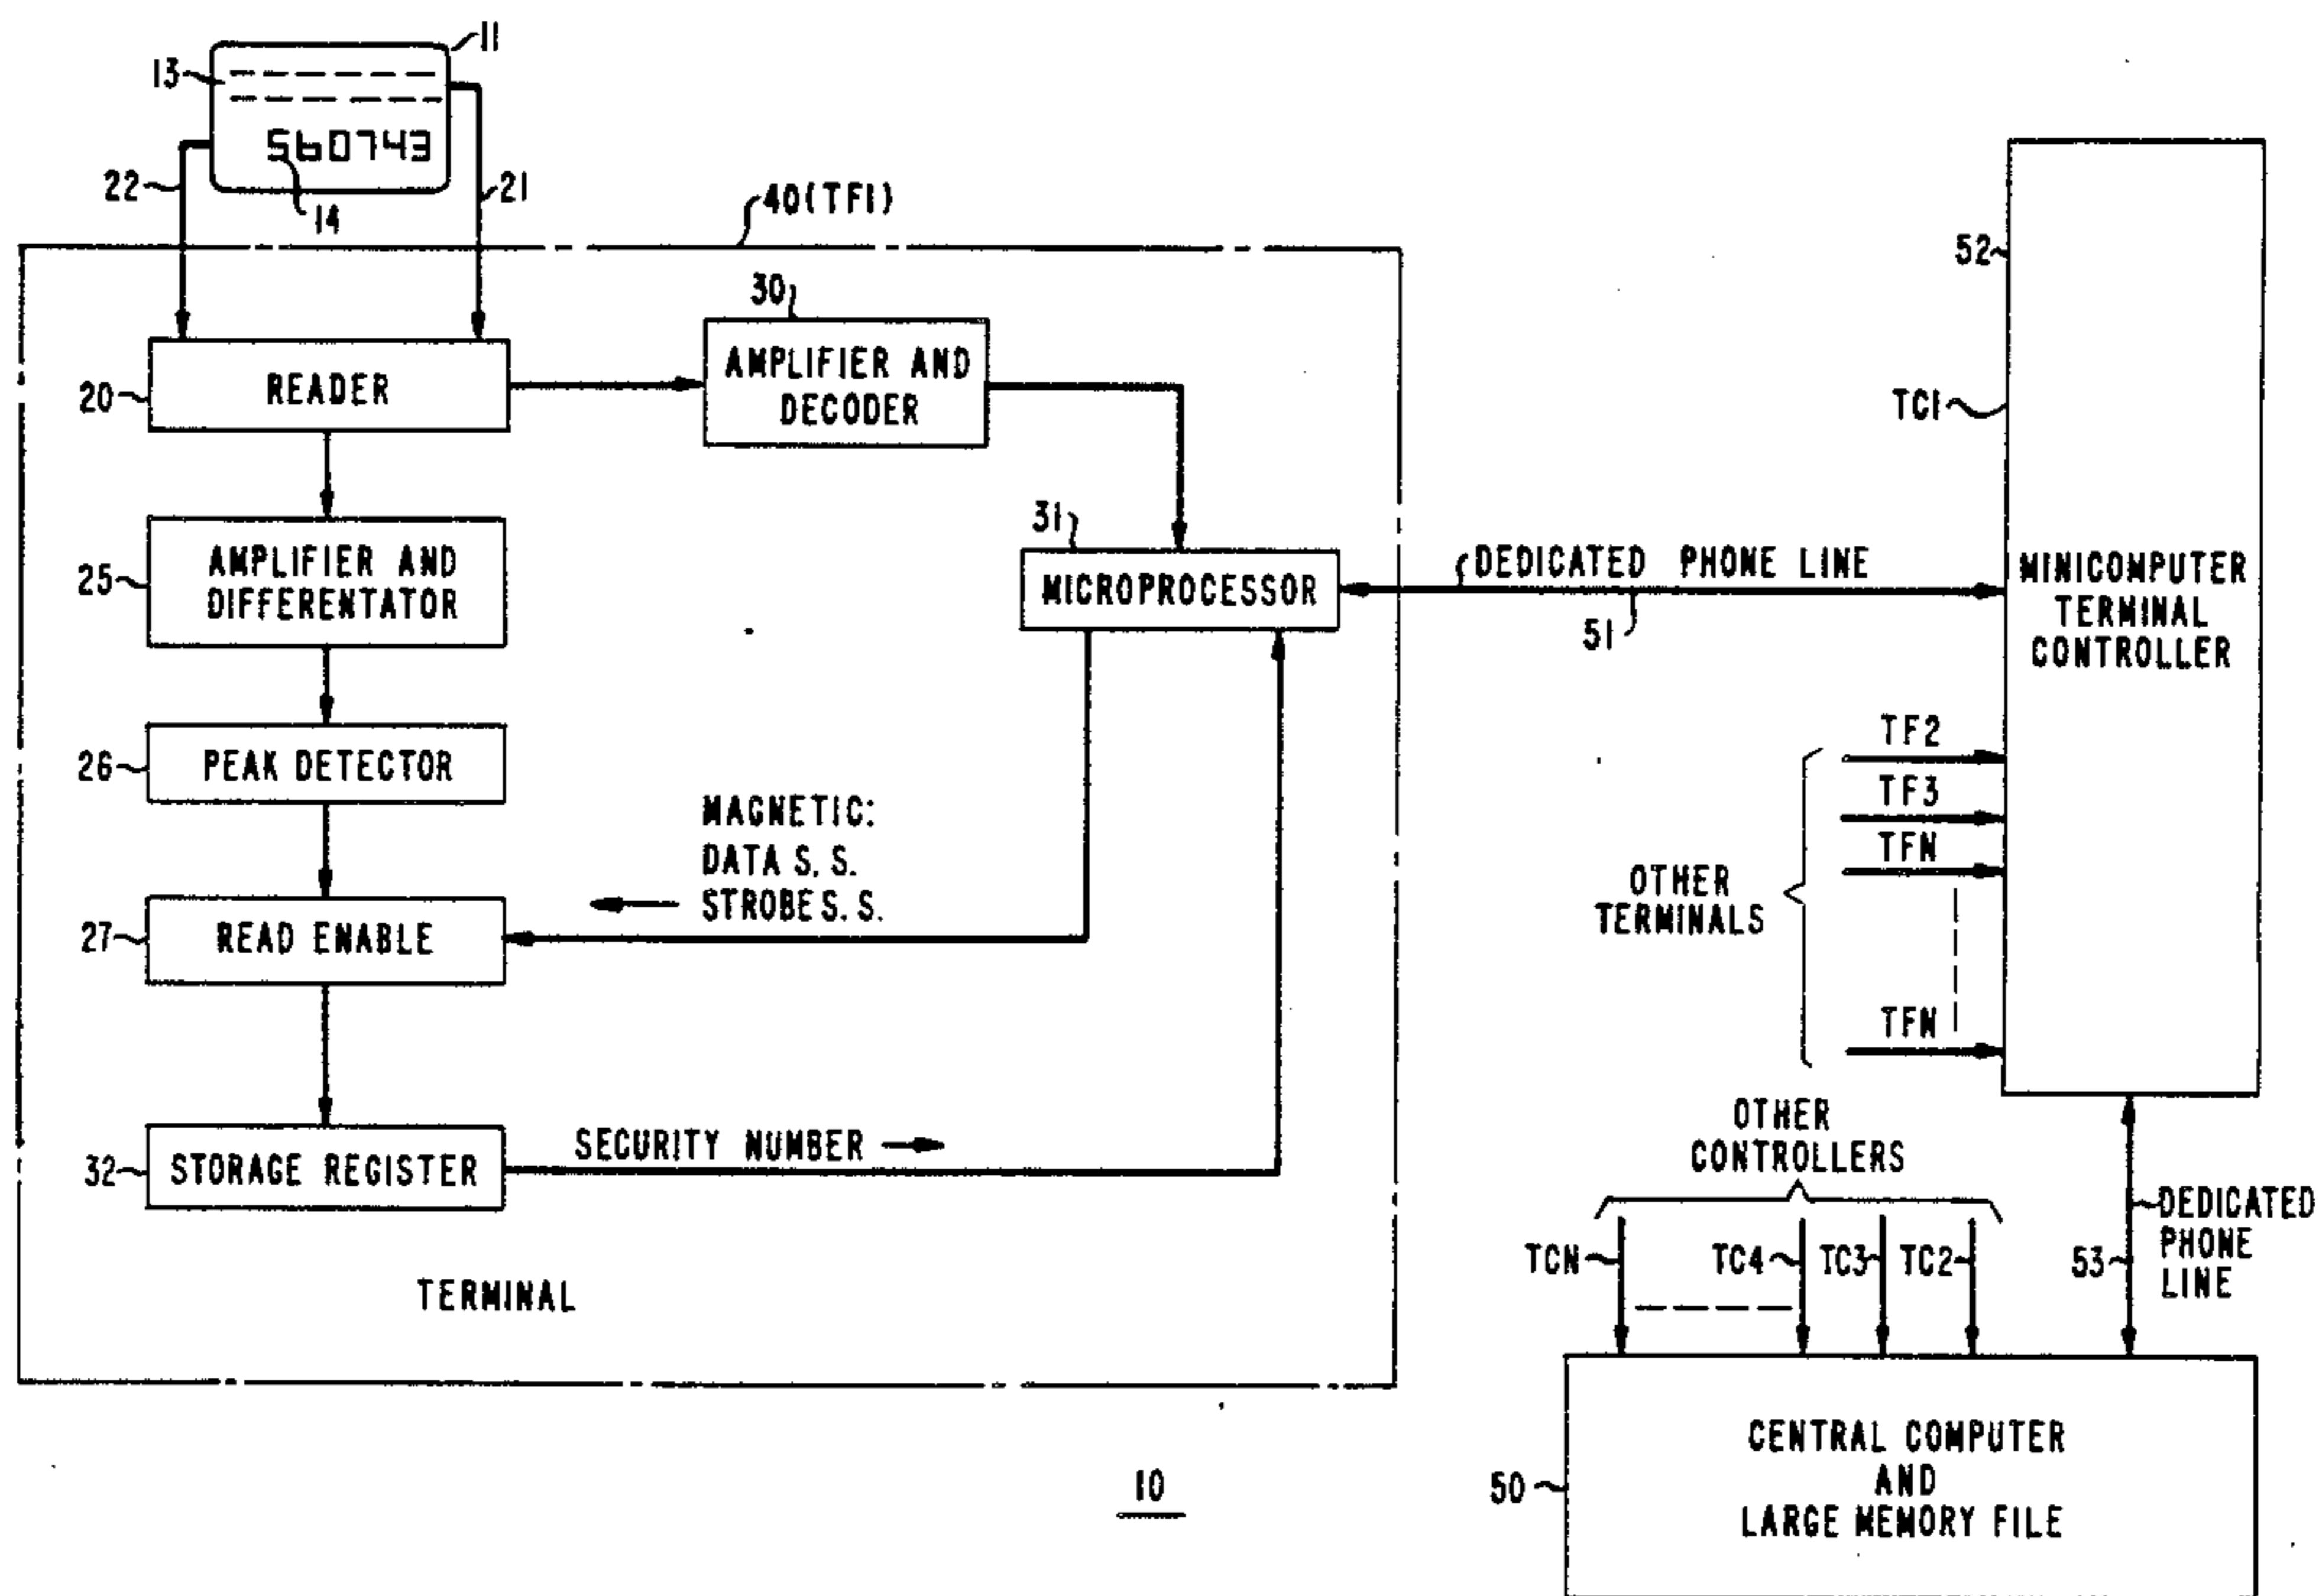 11
13
560743
22
21
14
40(TF1)
30
READER
20
AMPLIFIER AND
DECODER
52
TC1
31
MICROPROCESSOR
DEDICATED PHONE LINE
51
MINICOMPUTER
TERMINAL
CONTROLLER
25
AMPLIFIER AND
DIFFERENTATOR
26
PEAK DETECTOR
MAGNETIC:
DATA S.S.
STROBE S.S.
27
READ ENABLE
32
STORAGE REGISTER
SECURITY NUMBER
TERMINAL
TF2
TF3
TFN
OTHER
TERMINALS
TFN
OTHER
CONTROLLERS
TCN
TC4
TC3
TC2
53
DEDICATED
PHONE
LINE
50
CENTRAL COMPUTER
AND
LARGE MEMORY FILE
10